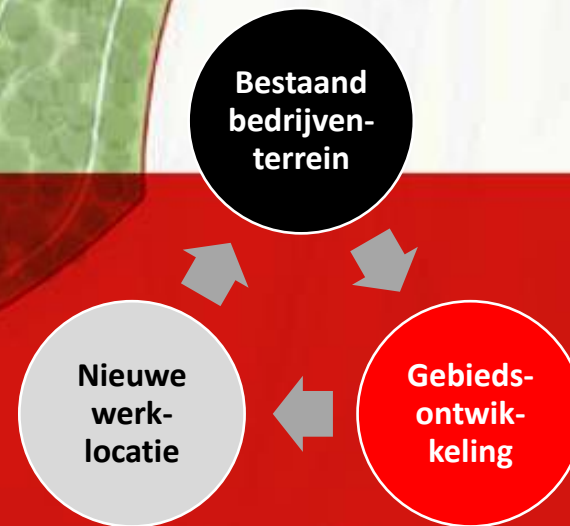 Bestaand
bedrijven-
terrein
Nieuwe
werk-
locatie
Gebieds-
ontwik-
keling